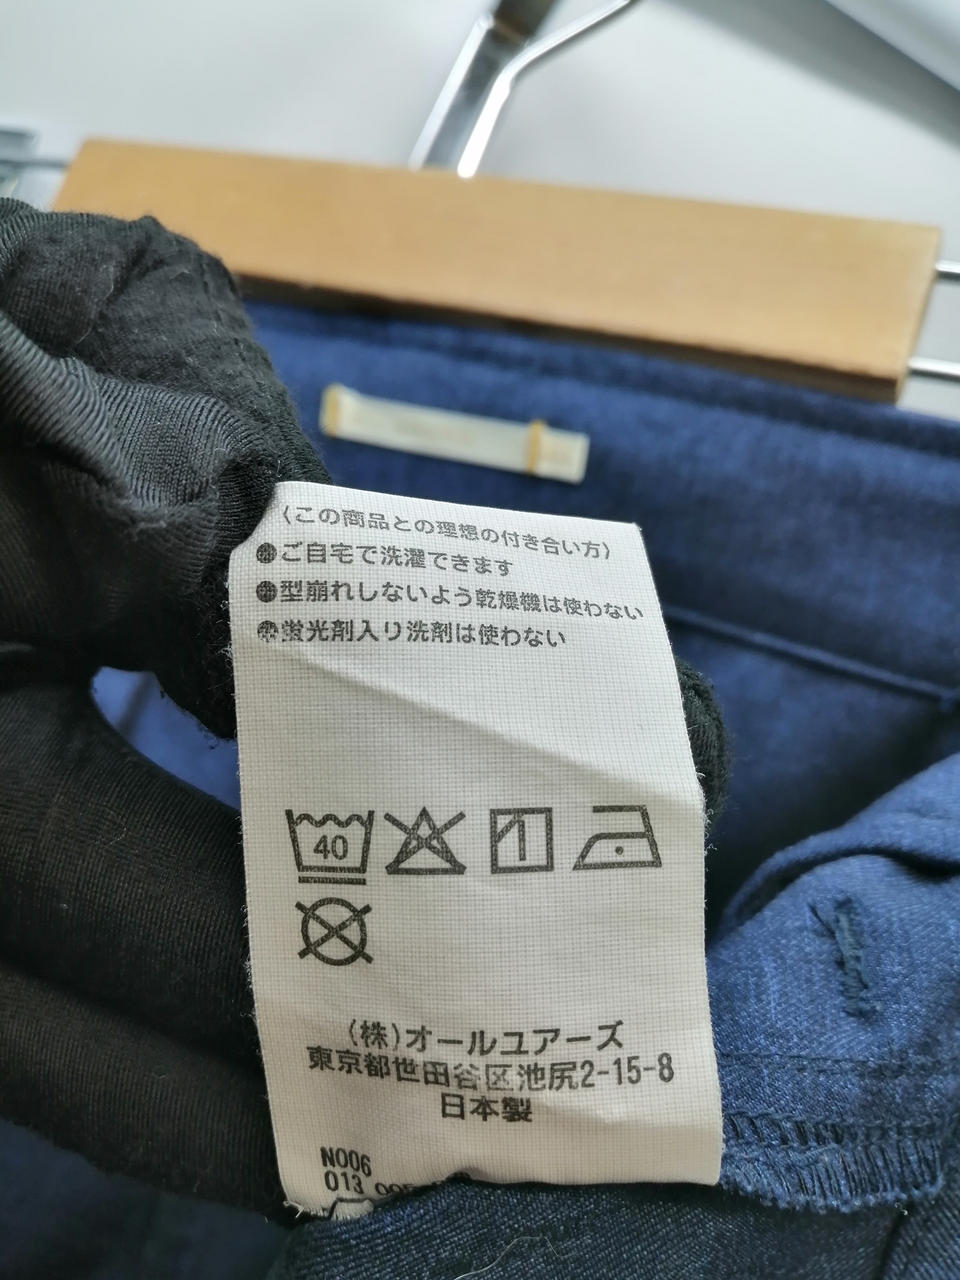 〈この商品との理想の付き合い方〉
●ご自宅で洗濯できます
●型崩れしないよう乾燥機は使わない
●蛍光剤入り洗剤は使わない
40
(株)オールユアーズ
東京都世田谷区池尻2-15-8
日本製
N006
013